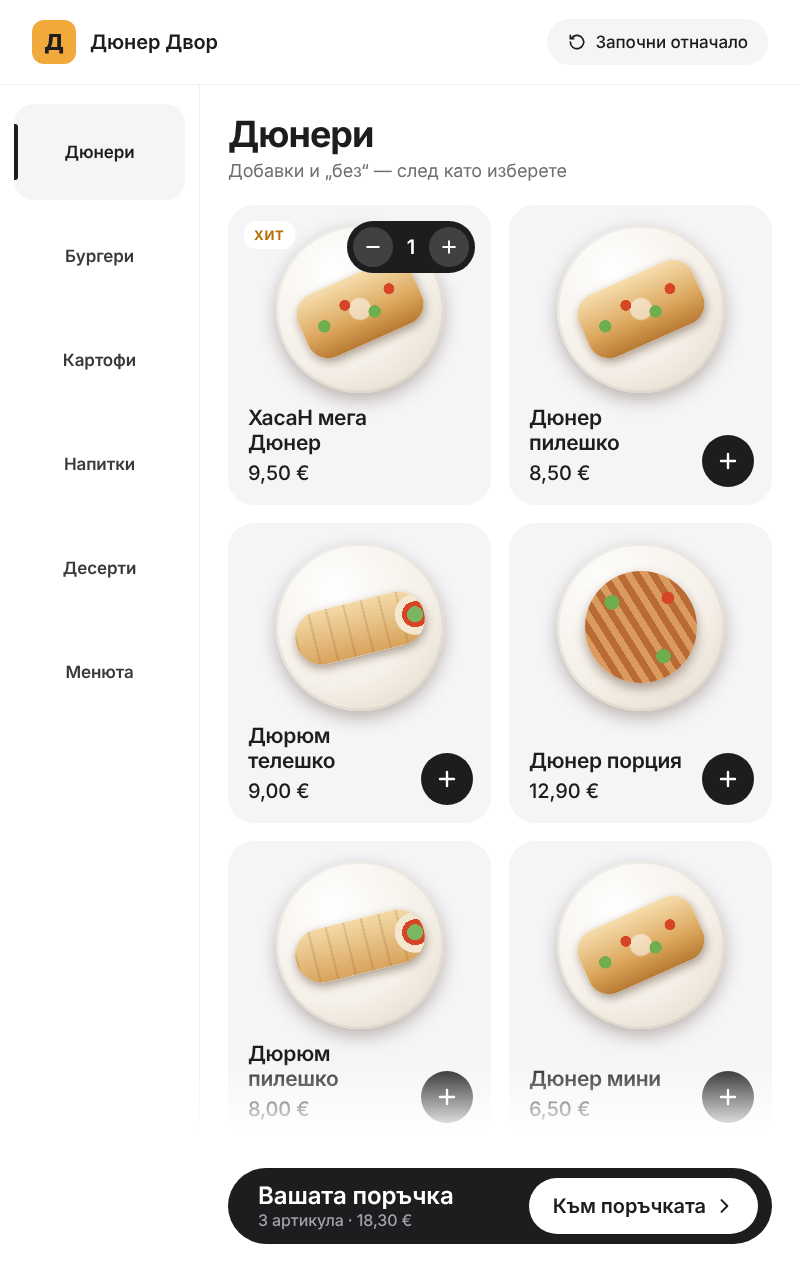 Д
Дюнер Двор
Започни отначало
Дюнери
Бургери
Картофи
Напитки
Десерти
Менюта
Дюнери
Добавки и „без“ — след като изберете
ХИТ
1
ХасаН мега
Дюнер
9,50 €
Дюнер
пилешко
8,50 €
Дюрюм
телешко
9,00 €
Дюнер порция
12,90 €
Дюрюм
пилешко
8,00 €
Дюнер мини
6,50 €
Вашата поръчка
3 артикула · 18,30 €
Към поръчката